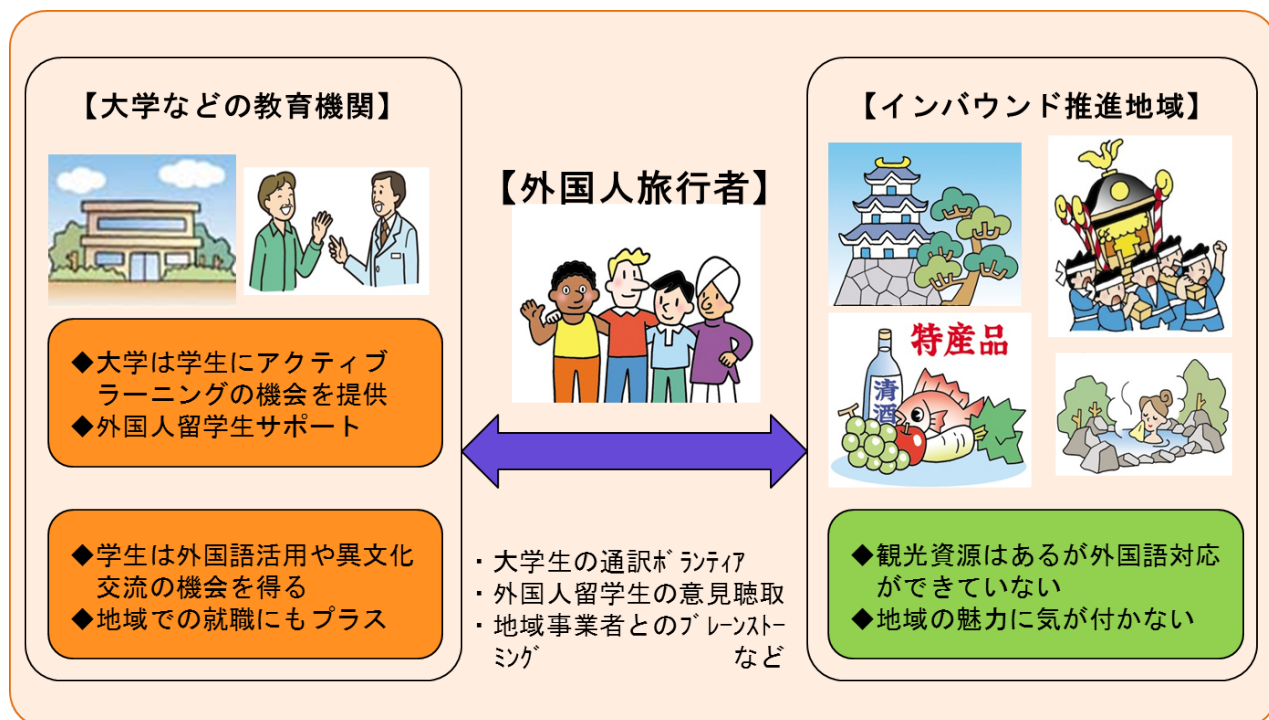 【大学などの教育機関】
◆大学は学生にアクティブ
ラーニングの機会を提供
◆外国人留学生サポート
◆学生は外国語活用や異文化
交流の機会を得る
◆地域での就職にもプラス
【外国人旅行者】
・大学生の通訳ﾎﾞﾗﾝﾃｨｱ
・外国人留学生の意見聴取
・地域事業者とのﾌﾞﾚｰﾝｽﾄｰ
ﾐﾝｸﾞ など
【インバウンド推進地域】
特産品
清酒
◆観光資源はあるが外国語対応
ができていない
◆地域の魅力に気が付かない